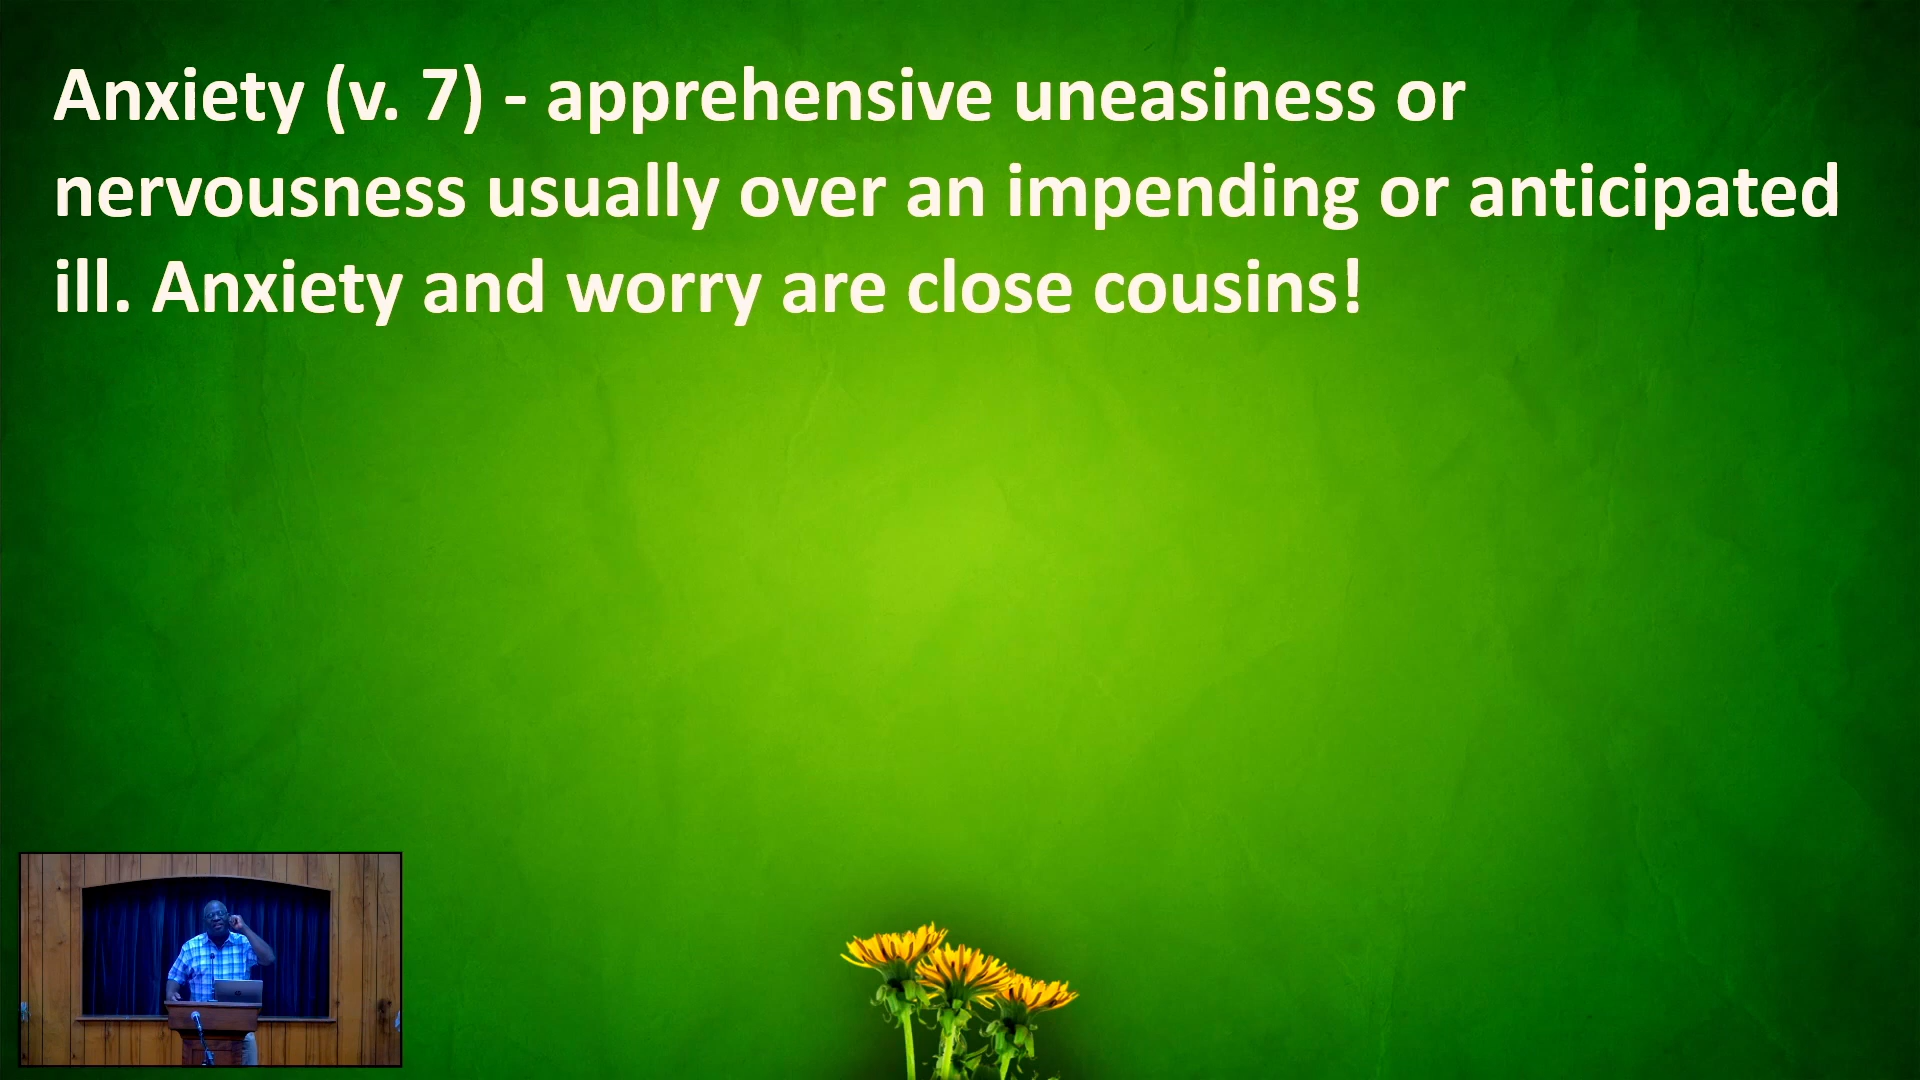 Anxiety (v. 7) - apprehensive uneasiness or
nervousness usually over an impending or anticipated
ill. Anxiety and worry are close cousins!